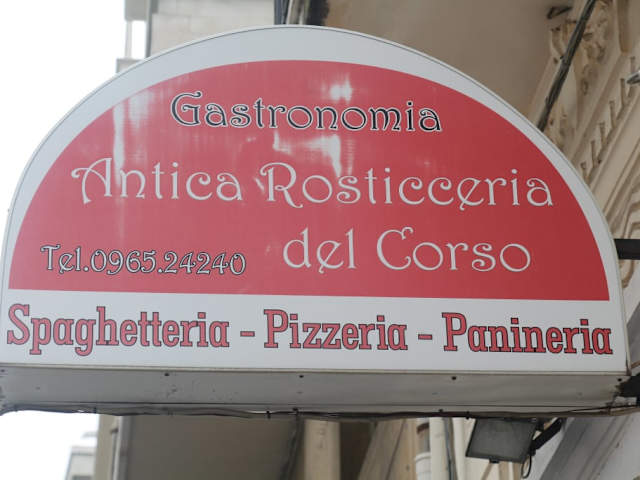 Gastronomia
Antica Rosticceria
del Corso
Tel.0965.24240
Spaghetteria - Pizzeria - Panineria